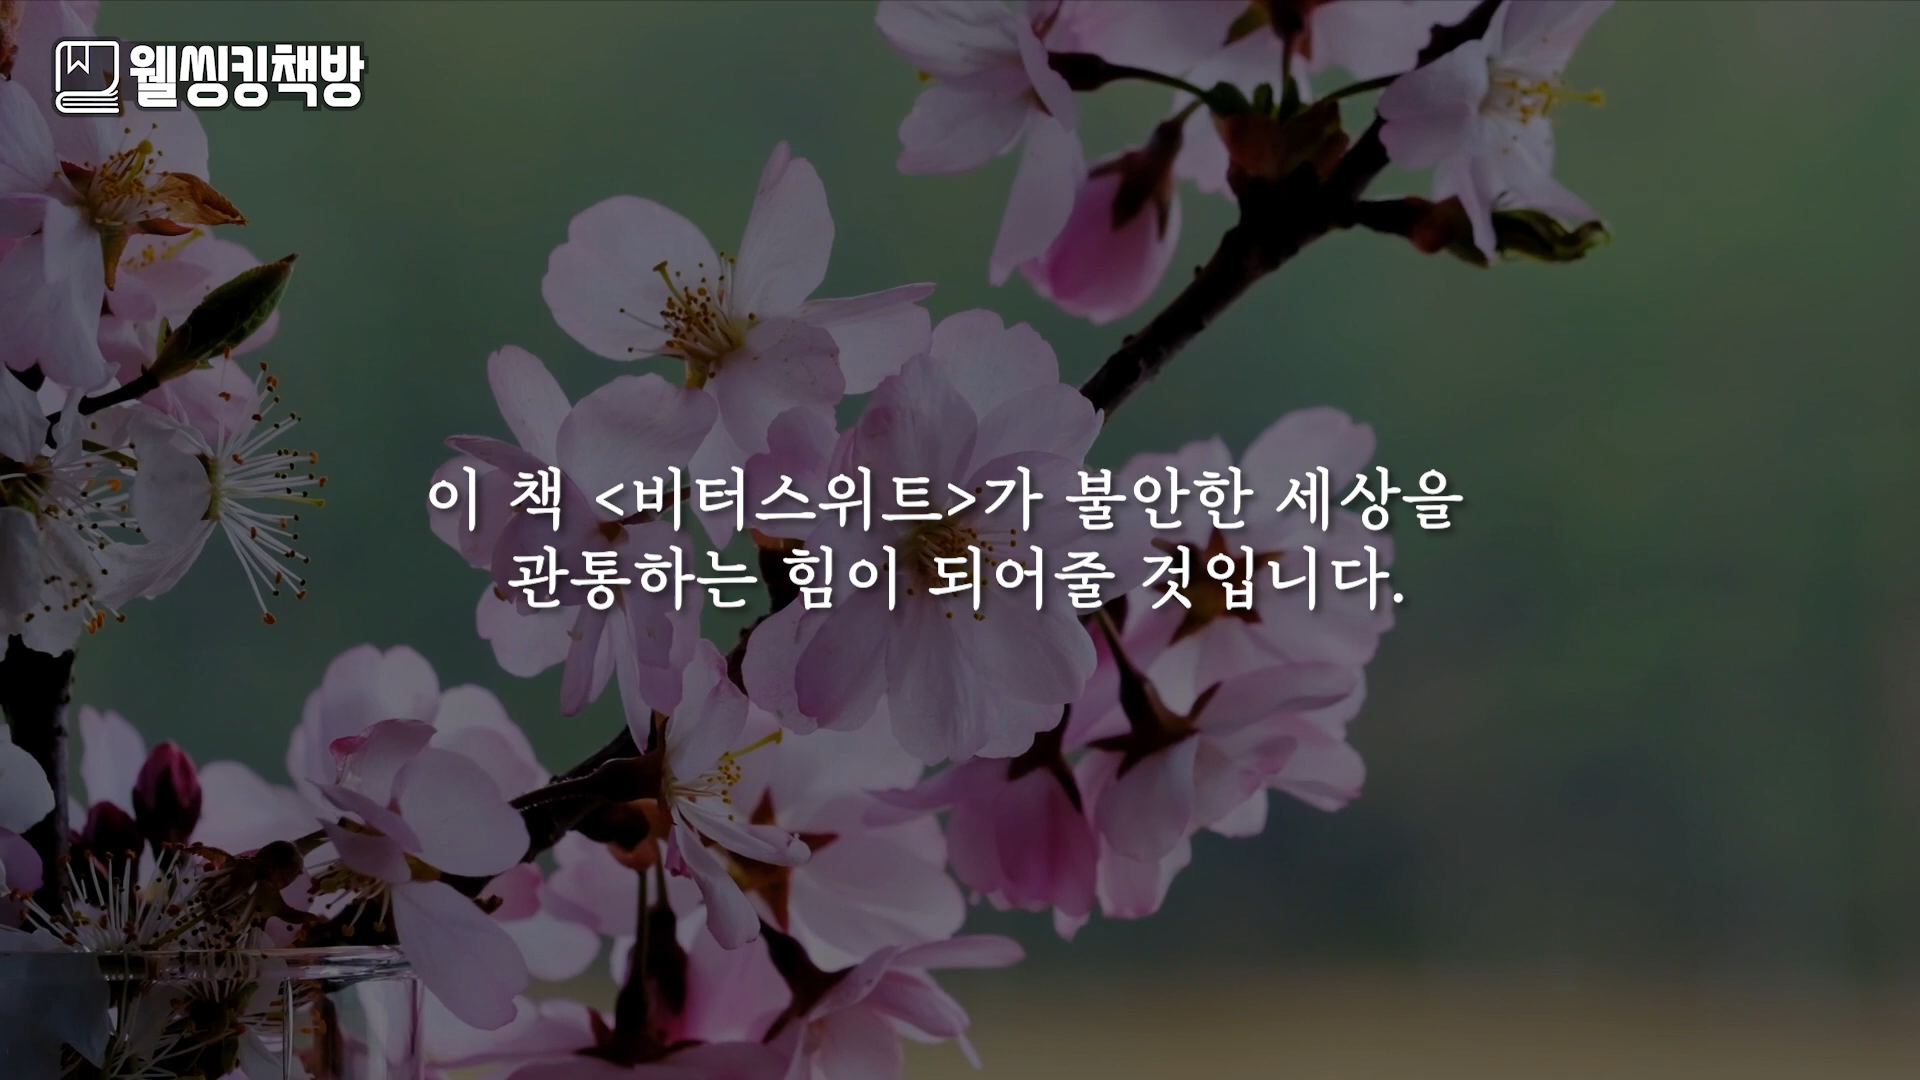 웰씽킹책방
이 책 <비터스위트>가 불안한 세상을
관통하는 힘이 되어줄 것입니다.